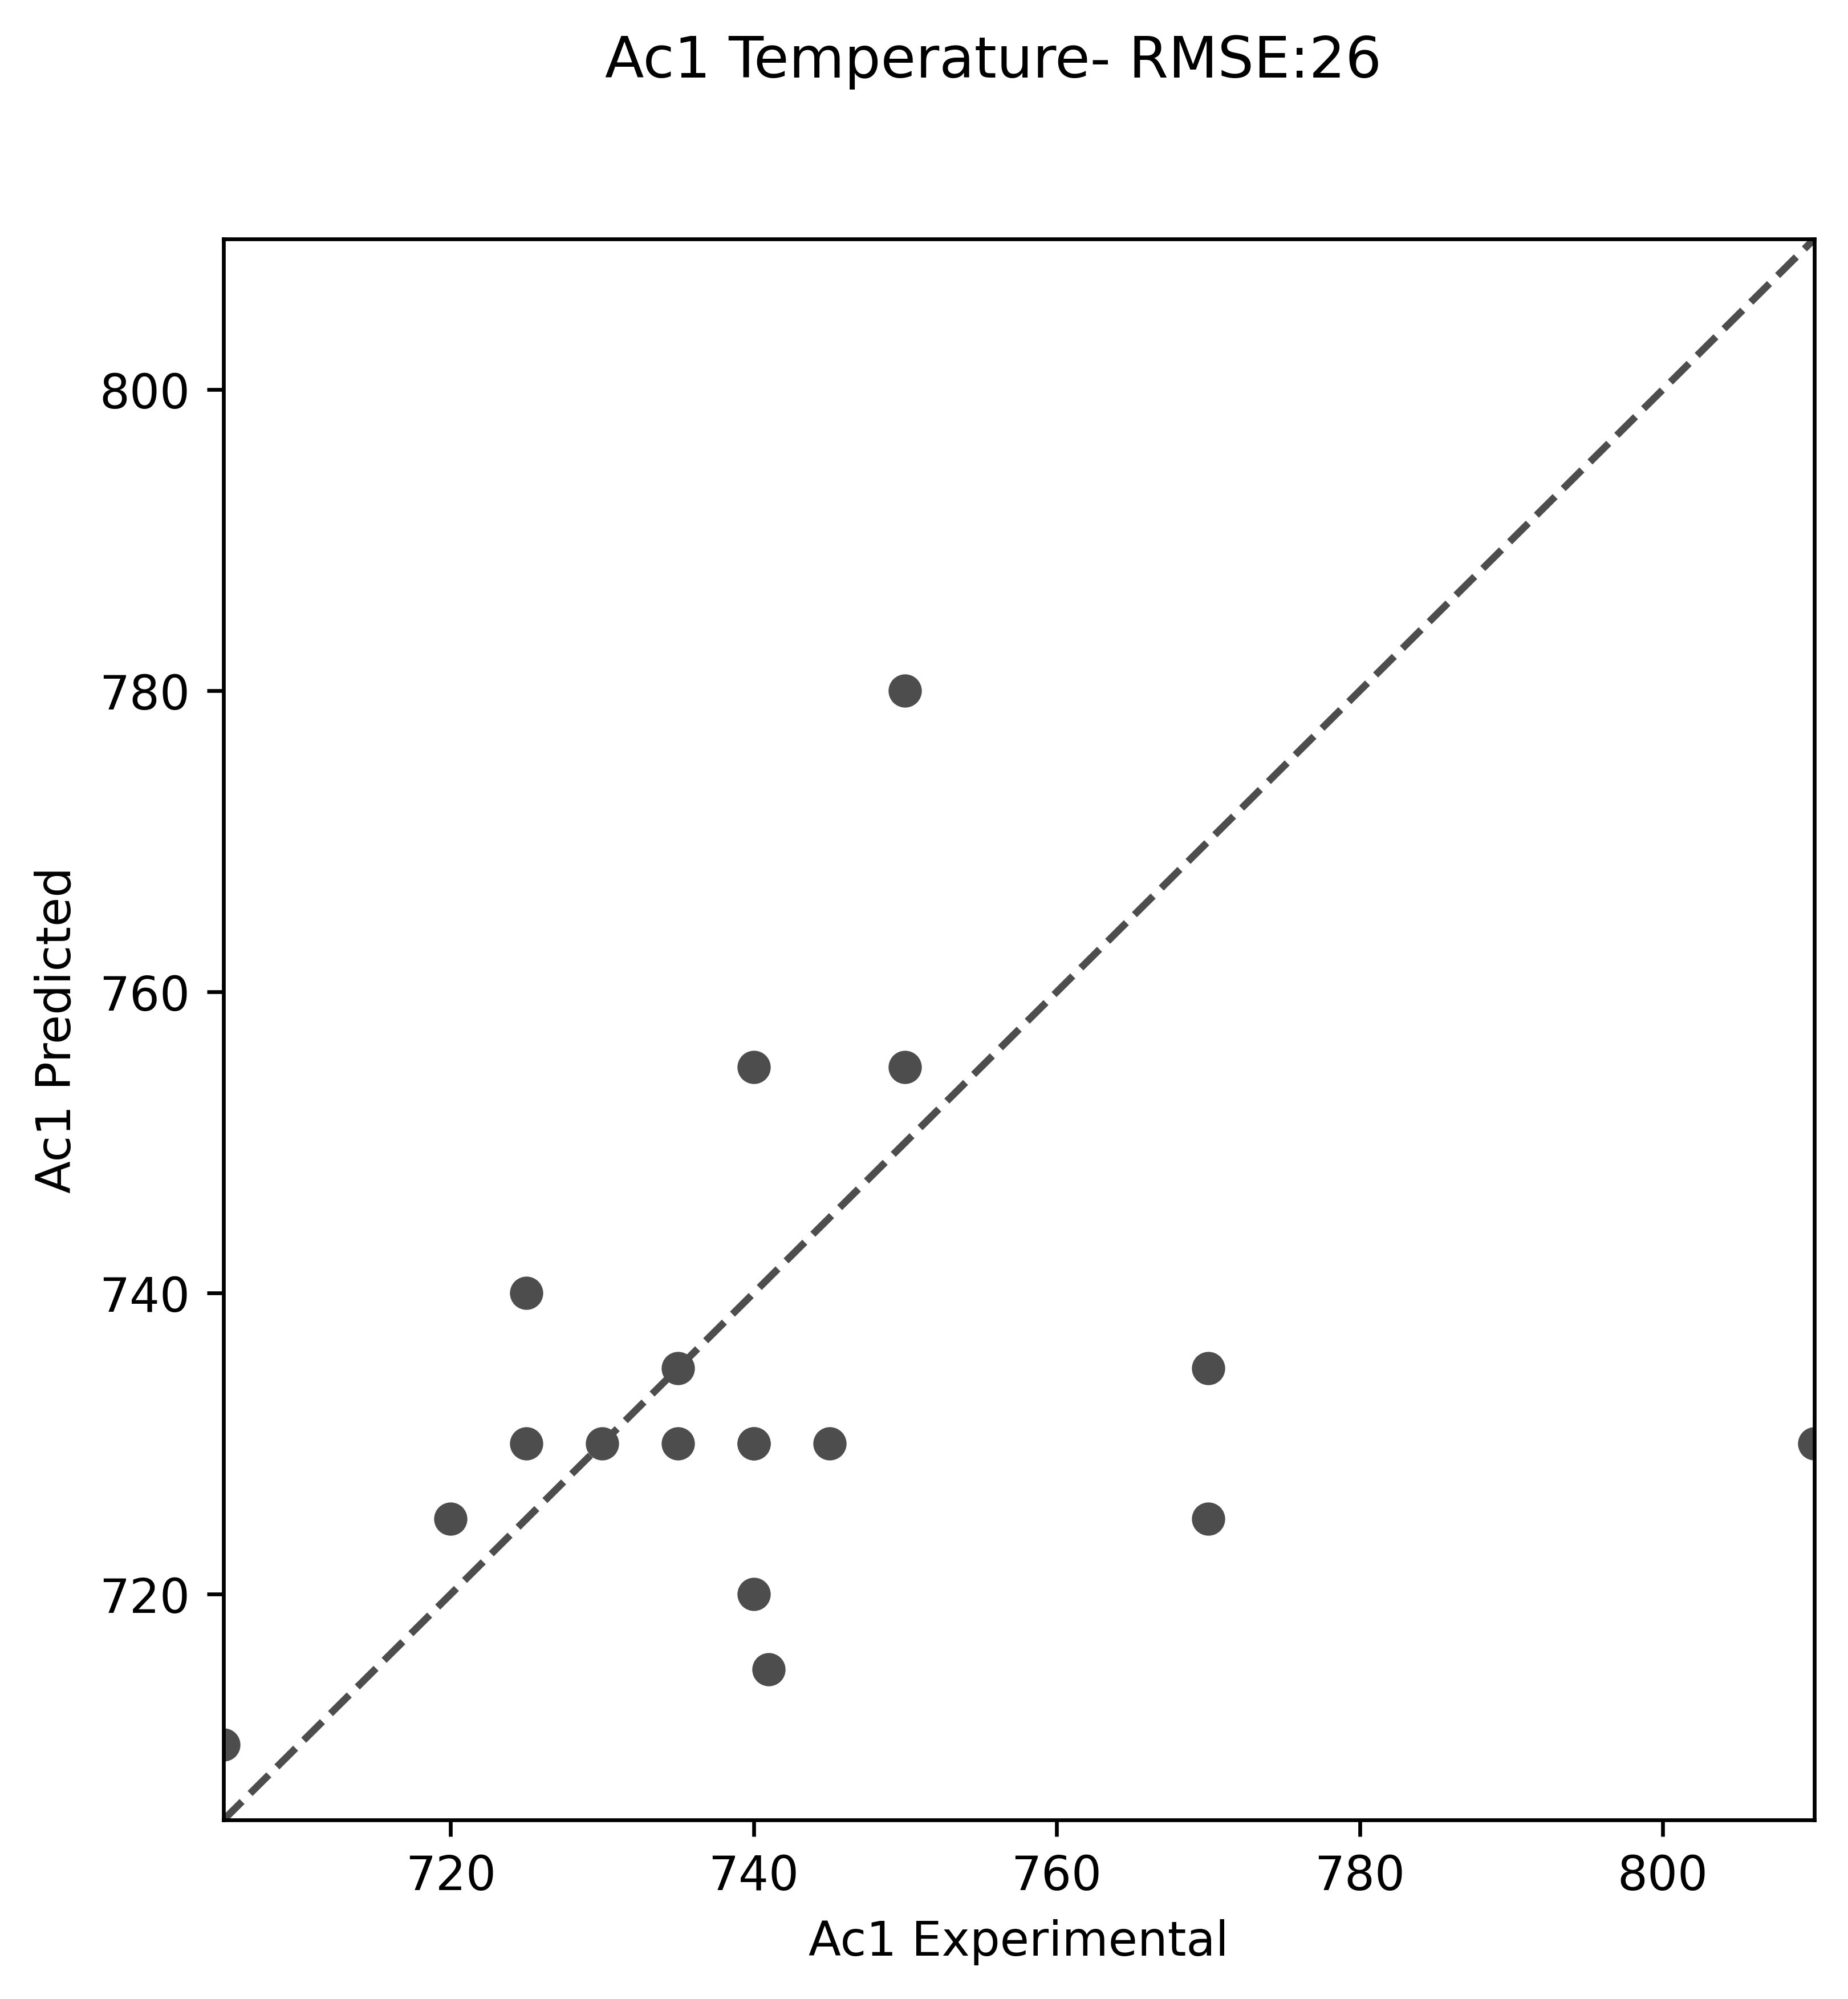 Ac1 Temperature- RMSE:26
Ac1 Predicted
800
780
760
740
720
720 740 760 780 800
Ac1 Experimental